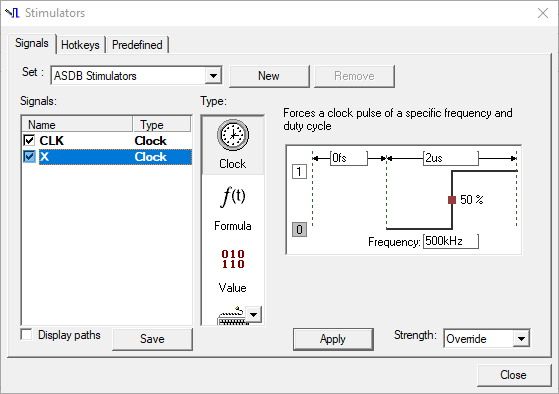 Stimulators
Signals Hotkeys Predefined
Set : ASDB Stimulators New Remove
Signals: Type:
Name Type
CLK Clock
X Clock
Clock
f(t)
Formula
010
110
Value
Forces a clock pulse of a specific frequency and
duty cycle
0fs 2us
1
50 %
0
Frequency: 500kHz
Display paths Save Apply Strength: Override
Close